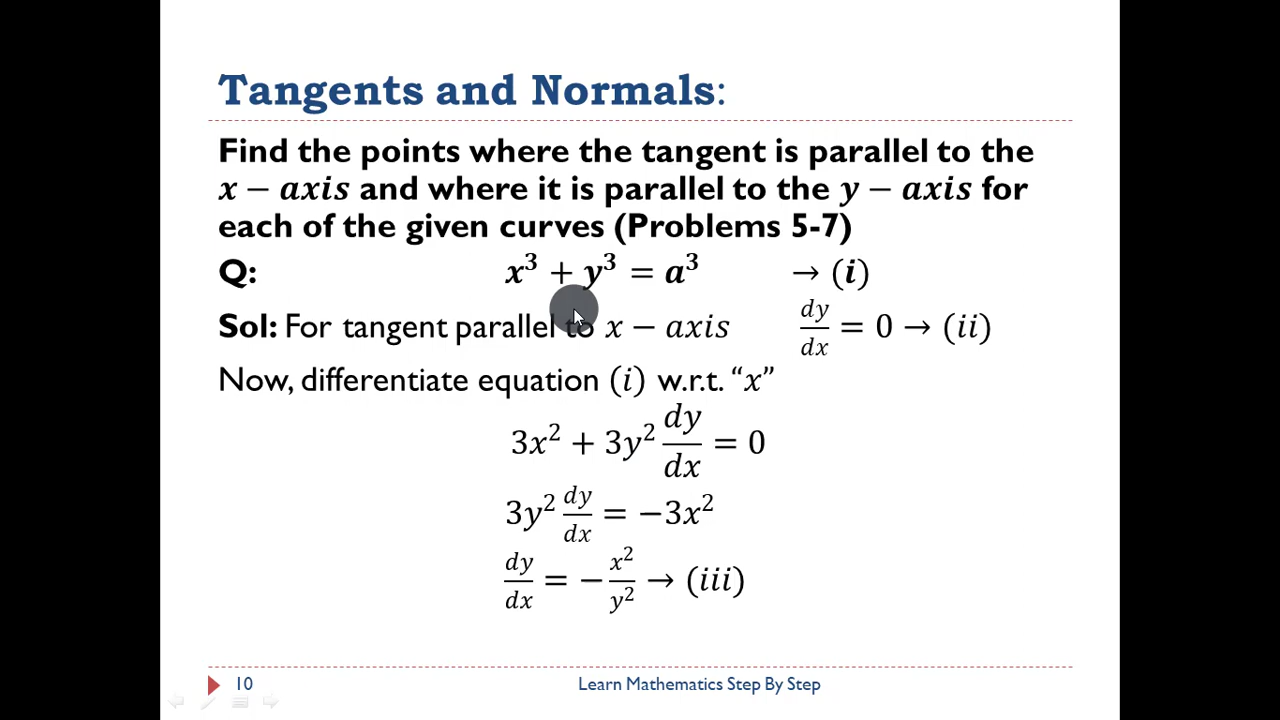 Tangents and Normals:
Find the points where the tangent is parallel to the
x − axis and where it is parallel to the y − axis for
each of the given curves (Problems 5-7)
Q: x³ + y³ = a³ → (i)
Sol: For tangent parallel to x − axis dy/dx = 0 → (ii)
Now, differentiate equation (i) w.r.t. “x”
3x² + 3y² dy/dx = 0
3y² dy/dx = −3x²
dy/dx = − x²/y² → (iii)
10 Learn Mathematics Step By Step